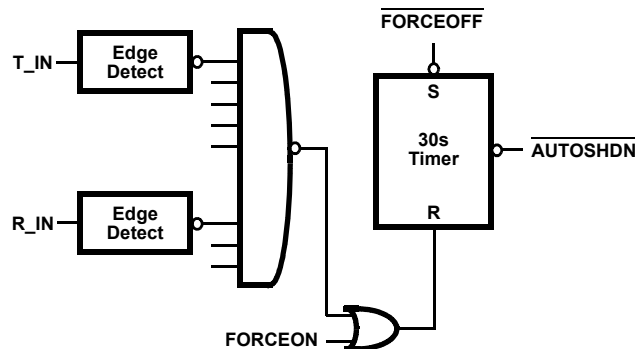 FORCEOFF
T_IN
Edge
Detect
S
30s
Timer
AUTOSHDN
R
R_IN
Edge
Detect
FORCEON